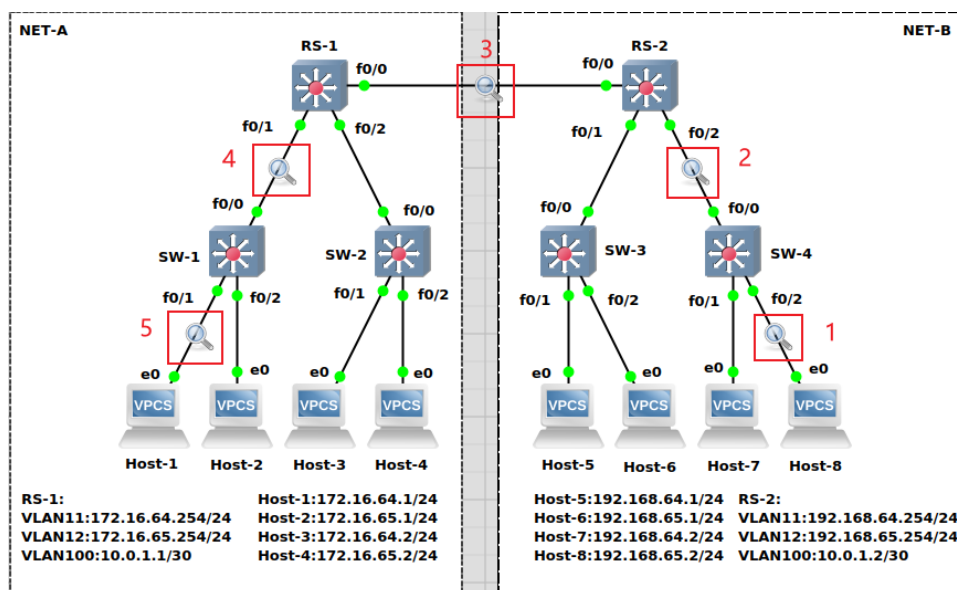 NET-A
3
NET-B
RS-1
RS-2
f0/0
f0/0
f0/1
f0/2
f0/1
f0/2
4
2
f0/0
f0/0
f0/0
f0/0
SW-1
SW-2
SW-3
SW-4
f0/1
f0/2
f0/1
f0/2
f0/1
f0/2
f0/1
f0/2
5
1
e0
e0
e0
e0
e0
e0
e0
e0
VPCS
VPCS
VPCS
VPCS
VPCS
VPCS
VPCS
VPCS
Host-1
Host-2
Host-3
Host-4
Host-5
Host-6
Host-7
Host-8
RS-1:
VLAN11:172.16.64.254/24
VLAN12:172.16.65.254/24
VLAN100:10.0.1.1/30
Host-1:172.16.64.1/24
Host-2:172.16.65.1/24
Host-3:172.16.64.2/24
Host-4:172.16.65.2/24
Host-5:192.168.64.1/24
Host-6:192.168.65.1/24
Host-7:192.168.64.2/24
Host-8:192.168.65.2/24
RS-2:
VLAN11:192.168.64.254/24
VLAN12:192.168.65.254/24
VLAN100:10.0.1.2/30